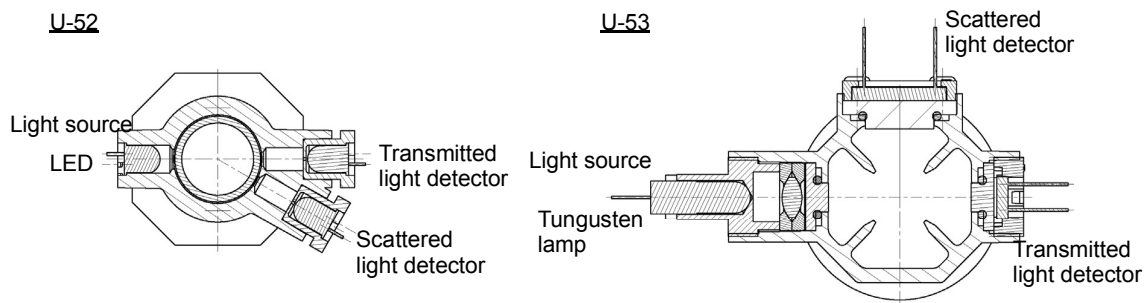 U-52
Light source
LED
Transmitted
light detector
Scattered
light detector
U-53
Scattered
light detector
Light source
Tungusten
lamp
Transmitted
light detector